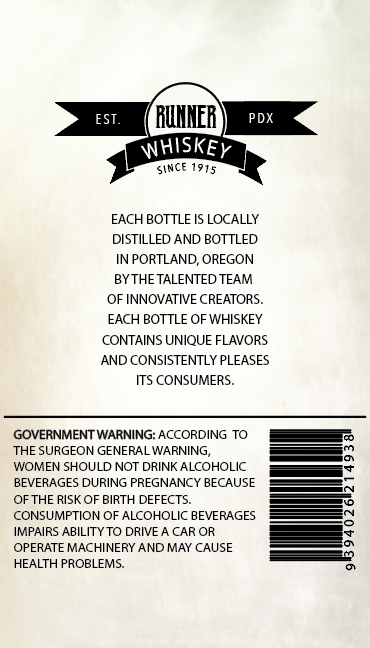 EST.
RUNNER
PDX
WHISKEY
SINCE 1915
EACH BOTTLE IS LOCALLY
DISTILLED AND BOTTLED
IN PORTLAND, OREGON
BY THE TALENTED TEAM
OF INNOVATIVE CREATORS.
EACH BOTTLE OF WHISKEY
CONTAINS UNIQUE FLAVORS
AND CONSISTENTLY PLEASES
ITS CONSUMERS.
GOVERNMENT WARNING: ACCORDING TO
THE SURGEON GENERAL WARNING,
WOMEN SHOULD NOT DRINK ALCOHOLIC
BEVERAGES DURING PREGNANCY BECAUSE
OF THE RISK OF BIRTH DEFECTS.
CONSUMPTION OF ALCOHOLIC BEVERAGES
IMPAIRS ABILITY TO DRIVE A CAR OR
OPERATE MACHINERY AND MAY CAUSE
HEALTH PROBLEMS.
9 394026 214938